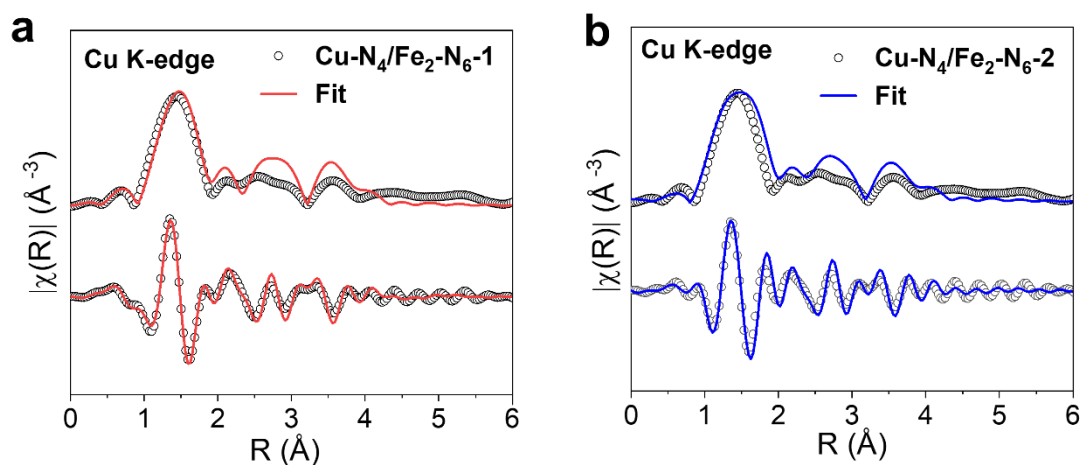 a
Cu K-edge
Cu-N₄/Fe₂-N₆-1
Fit
|χ(R)| (Å ⁻³)
0 1 2 3 4 5 6
R (Å)
b
Cu K-edge
Cu-N₄/Fe₂-N₆-2
Fit
|χ(R)| (Å ⁻³)
0 1 2 3 4 5 6
R (Å)